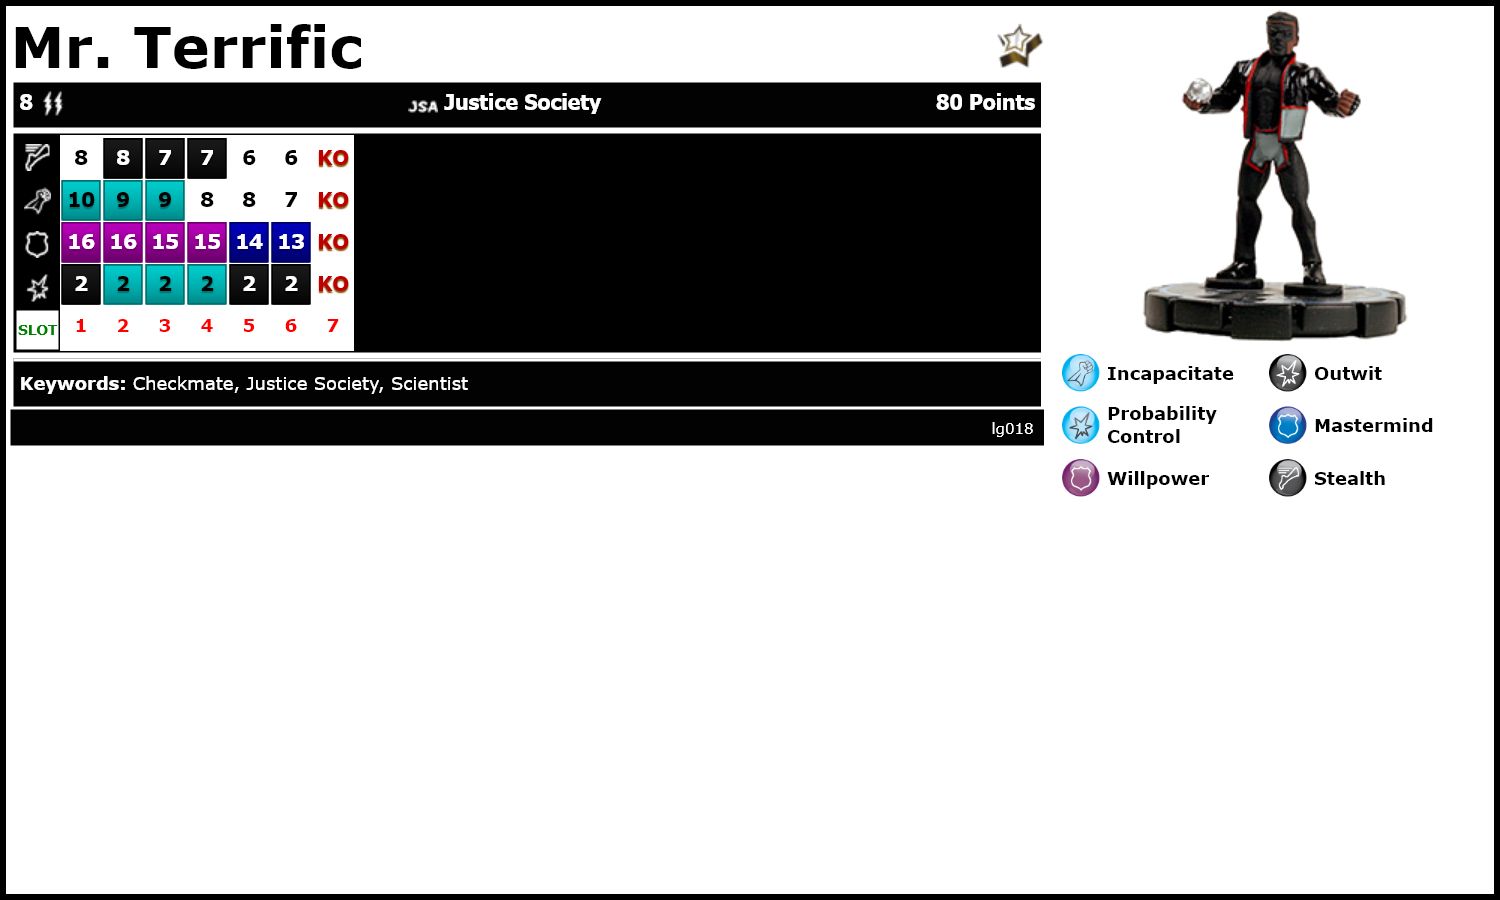 Mr. Terrific
8 JSA Justice Society 80 Points
8 8 7 7 6 6 KO
10 9 9 8 8 7 KO
16 16 15 15 14 13 KO
2 2 2 2 2 2 KO
SLOT 1 2 3 4 5 6 7
Keywords: Checkmate, Justice Society, Scientist
lg018
Incapacitate Outwit
Probability
Control Mastermind
Willpower Stealth